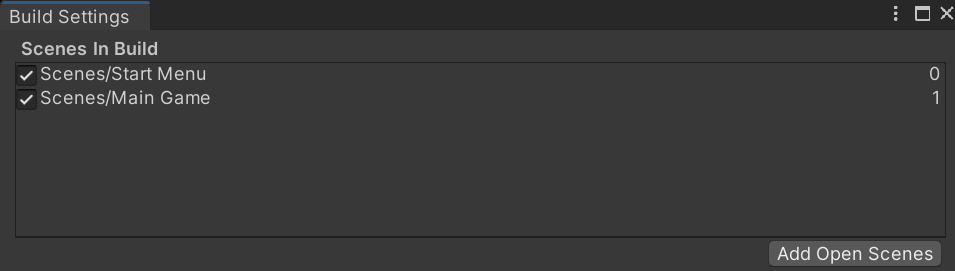 Build Settings
Scenes In Build
Scenes/Start Menu 0
Scenes/Main Game 1
Add Open Scenes